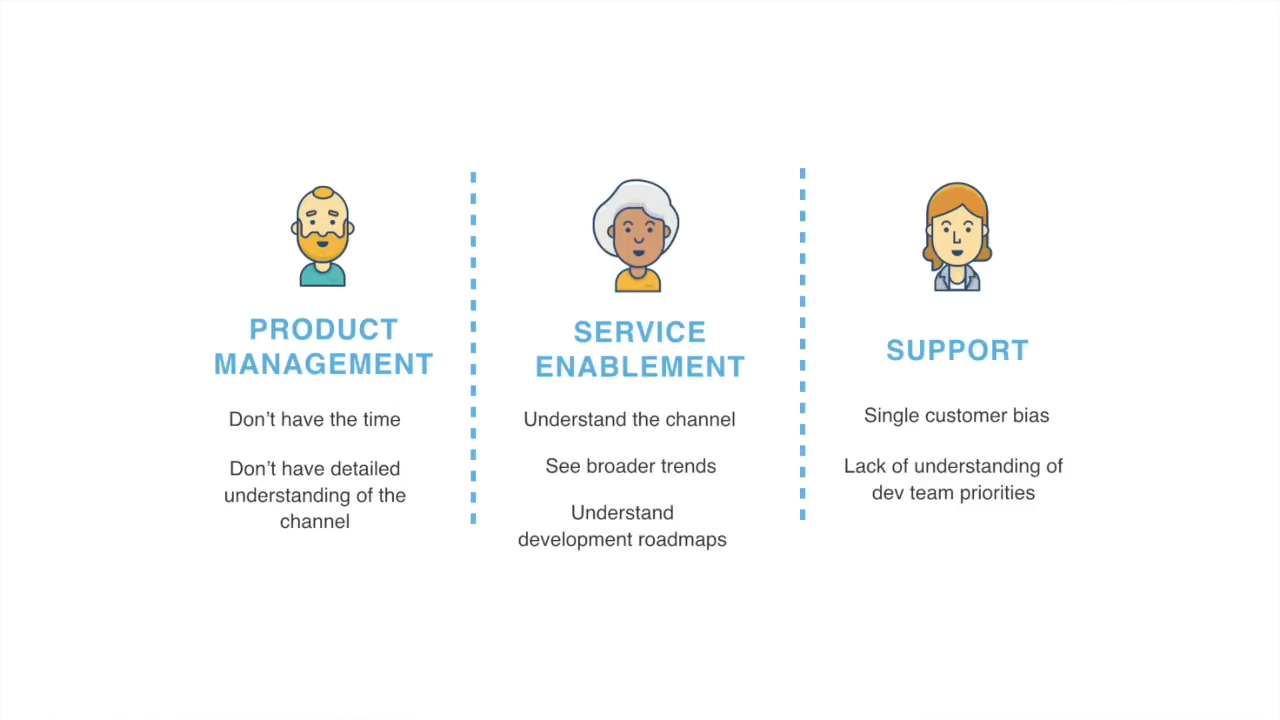 PRODUCT
MANAGEMENT
Don’t have the time
Don’t have detailed
understanding of the
channel
SERVICE
ENABLEMENT
Understand the channel
See broader trends
Understand
development roadmaps
SUPPORT
Single customer bias
Lack of understanding of
dev team priorities